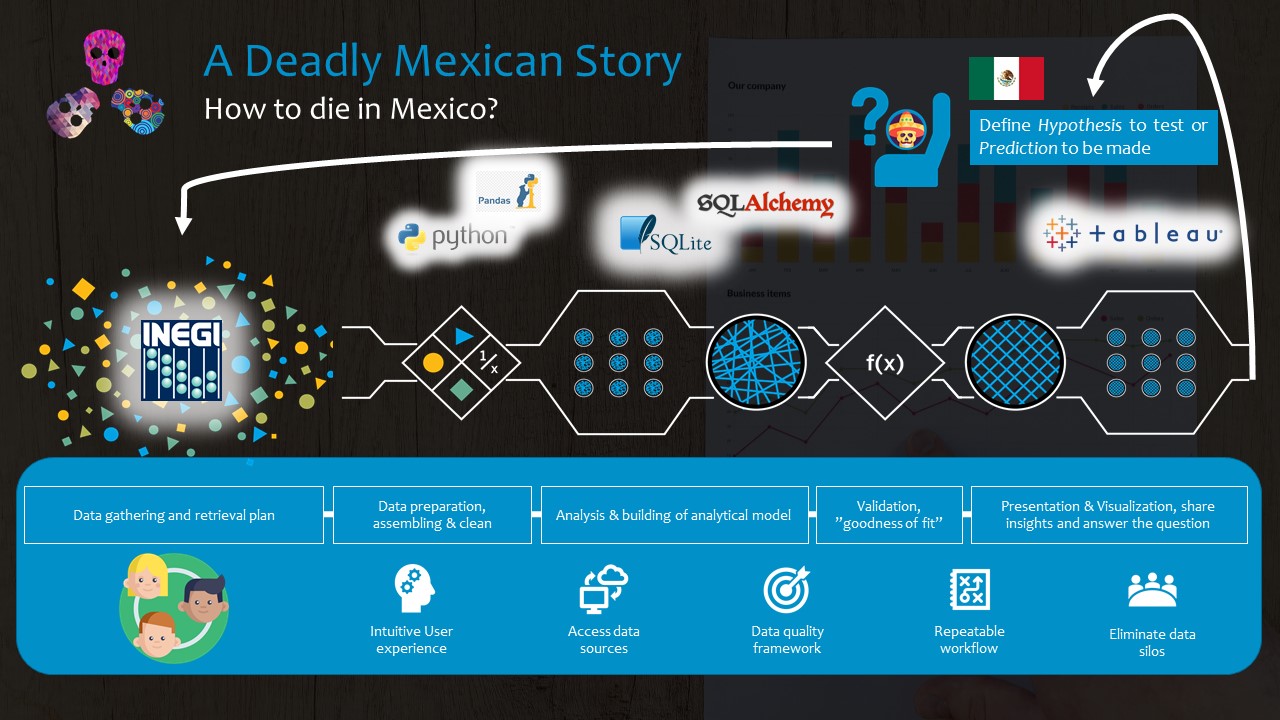 A Deadly Mexican Story
How to die in Mexico?
Our company
Define Hypothesis to test or
Prediction to be made
Pandas
python
SQLAlchemy
SQLite
+ableau
Business items
INEGI
1/x
f(x)
Data gathering and retrieval plan
Data preparation,
assembling & clean
Analysis & building of analytical model
Validation,
”goodness of fit”
Presentation & Visualization, share
insights and answer the question
Intuitive User
experience
Access data
sources
Data quality
framework
Repeatable
workflow
Eliminate data
silos